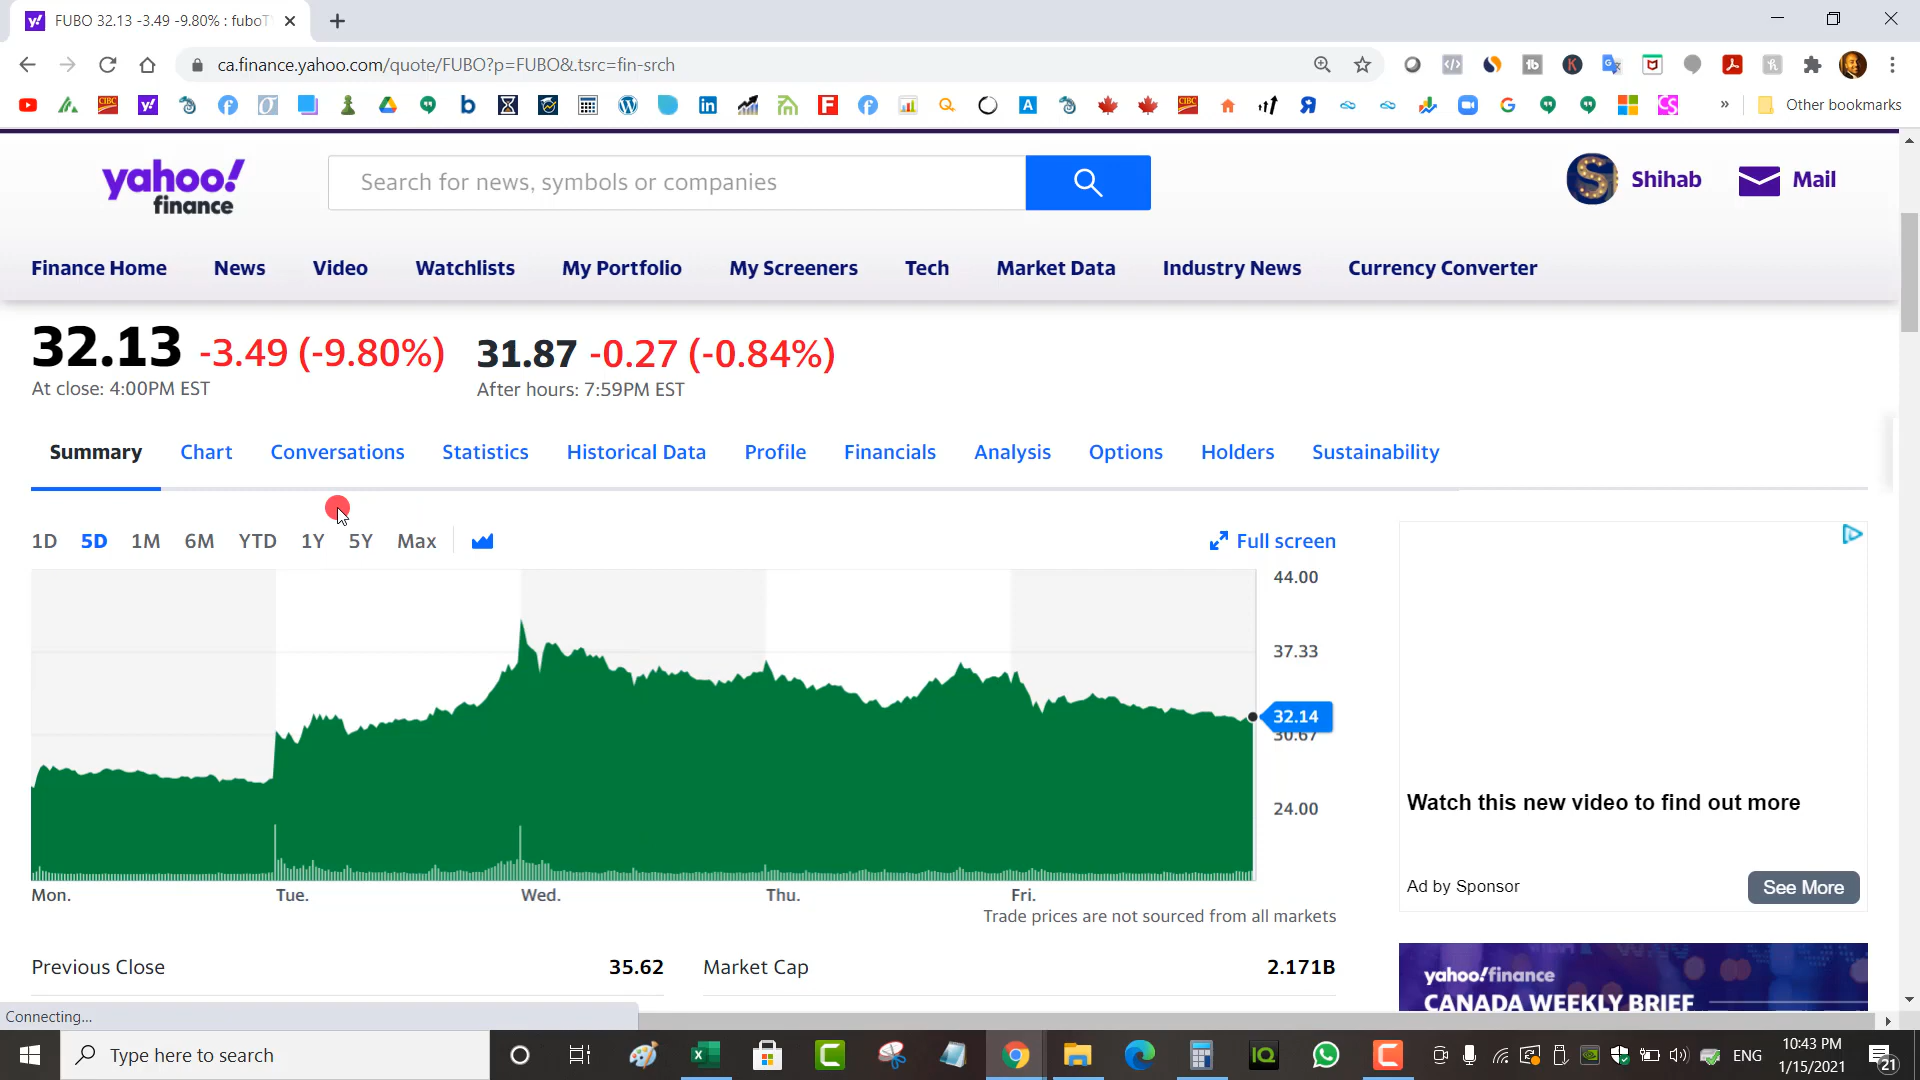 FUBO 32.13 -3.49 -9.80% : fuboT
ca.finance.yahoo.com/quote/FUBO?p=FUBO&.tsrc=fin-srch
Other bookmarks
yahoo!
finance
Search for news, symbols or companies
Shihab
Mail
Finance Home News Video Watchlists My Portfolio My Screeners Tech Market Data Industry News Currency Converter
32.13 -3.49 (-9.80%) 31.87 -0.27 (-0.84%)
At close: 4:00PM EST After hours: 7:59PM EST
Summary Chart Conversations Statistics Historical Data Profile Financials Analysis Options Holders Sustainability
1D 5D 1M 6M YTD 1Y 5Y Max Full screen
44.00
37.33
32.14
30.67
24.00
Mon. Tue. Wed. Thu. Fri.
Trade prices are not sourced from all markets
Watch this new video to find out more
Ad by Sponsor See More
Previous Close 35.62 Market Cap 2.171B
yahoo!finance
CANADA WEEKLY BRIEF
Connecting...
Type here to search
ENG
10:43 PM
1/15/2021
21